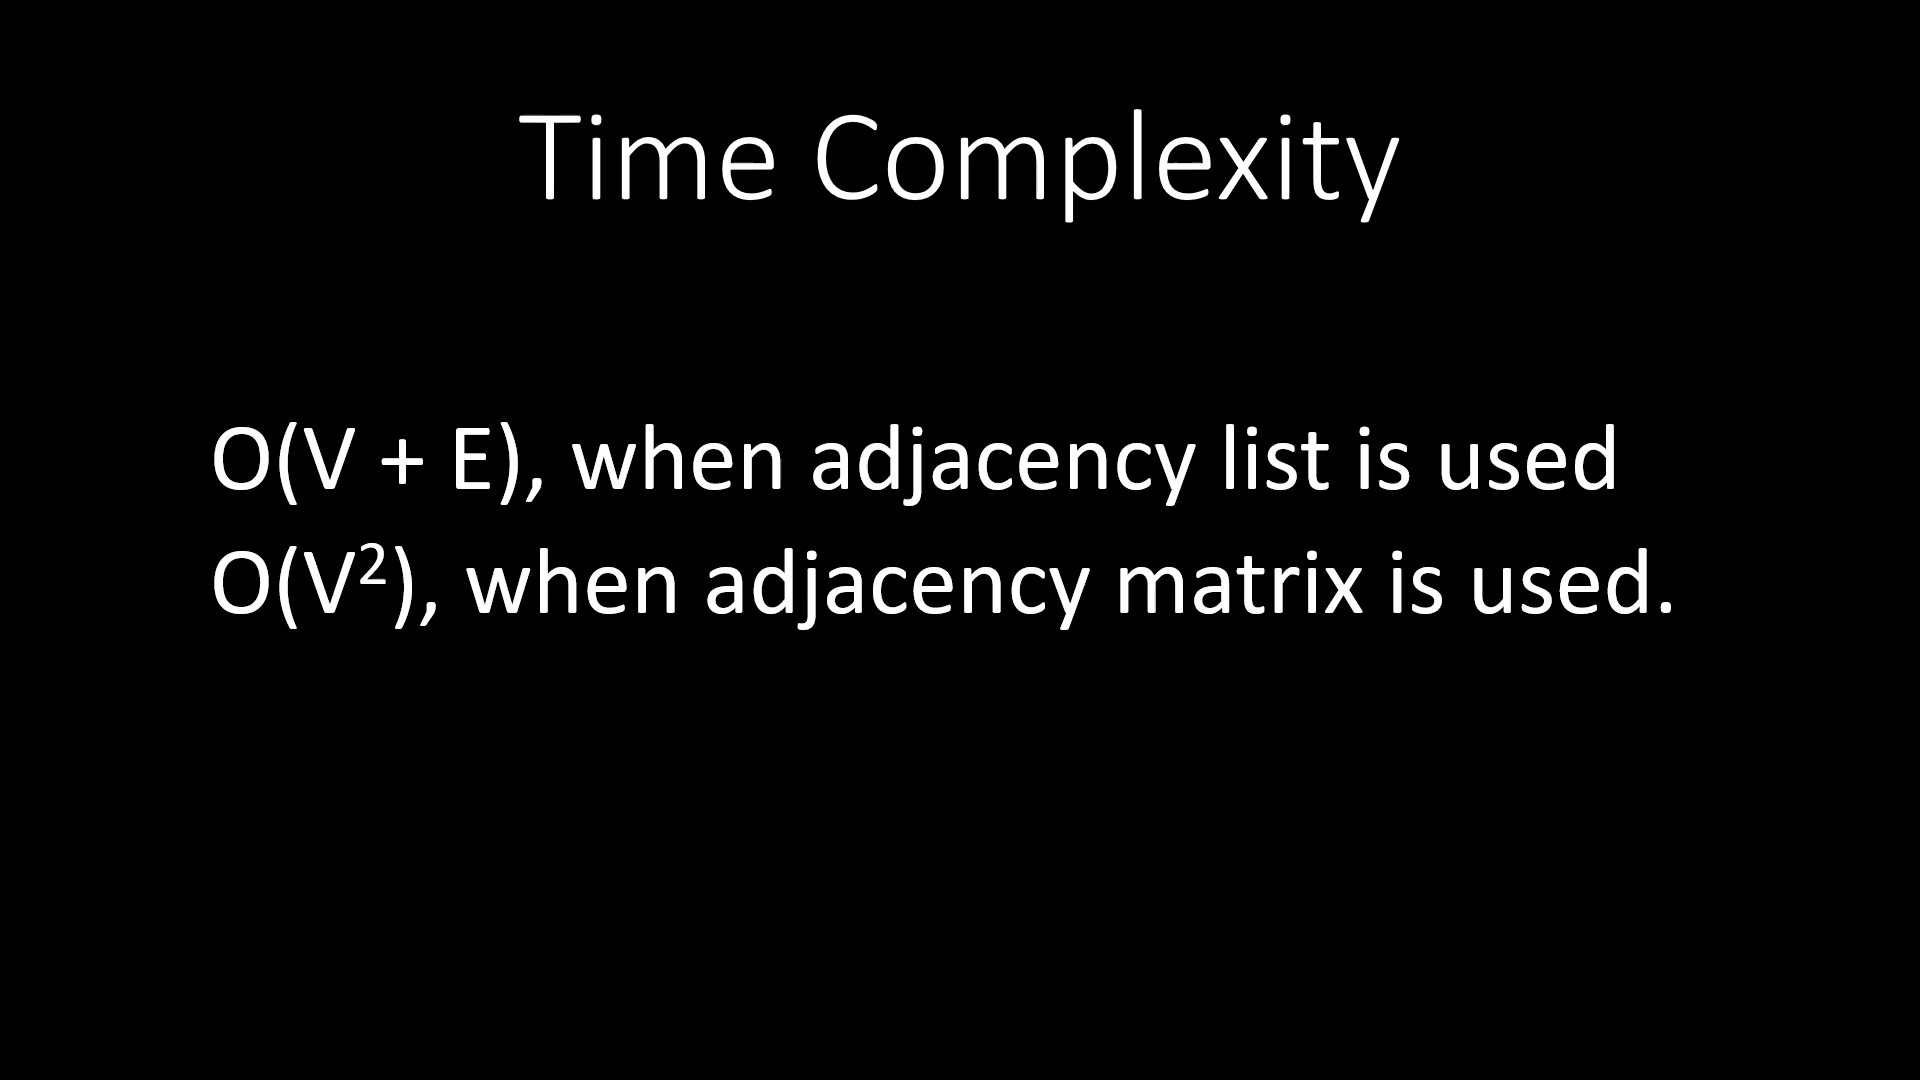 Time Complexity
O(V + E), when adjacency list is used
O(V²), when adjacency matrix is used.